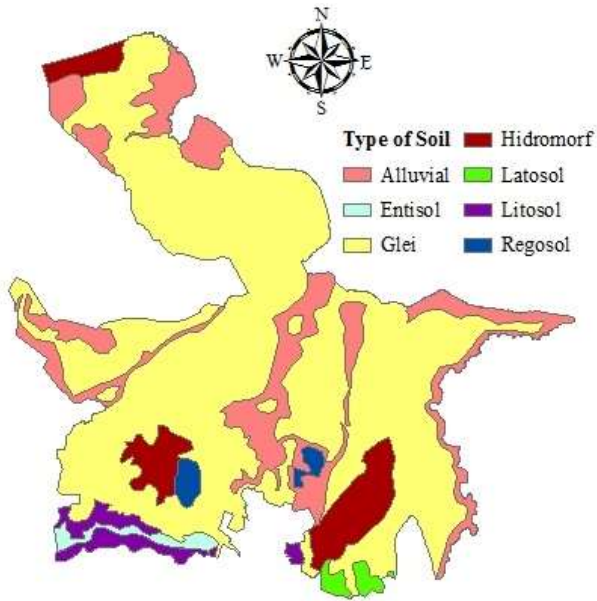 N
W E
S
Type of Soil
Hidromorf
Alluvial
Latosol
Entisol
Litosol
Glei
Regosol